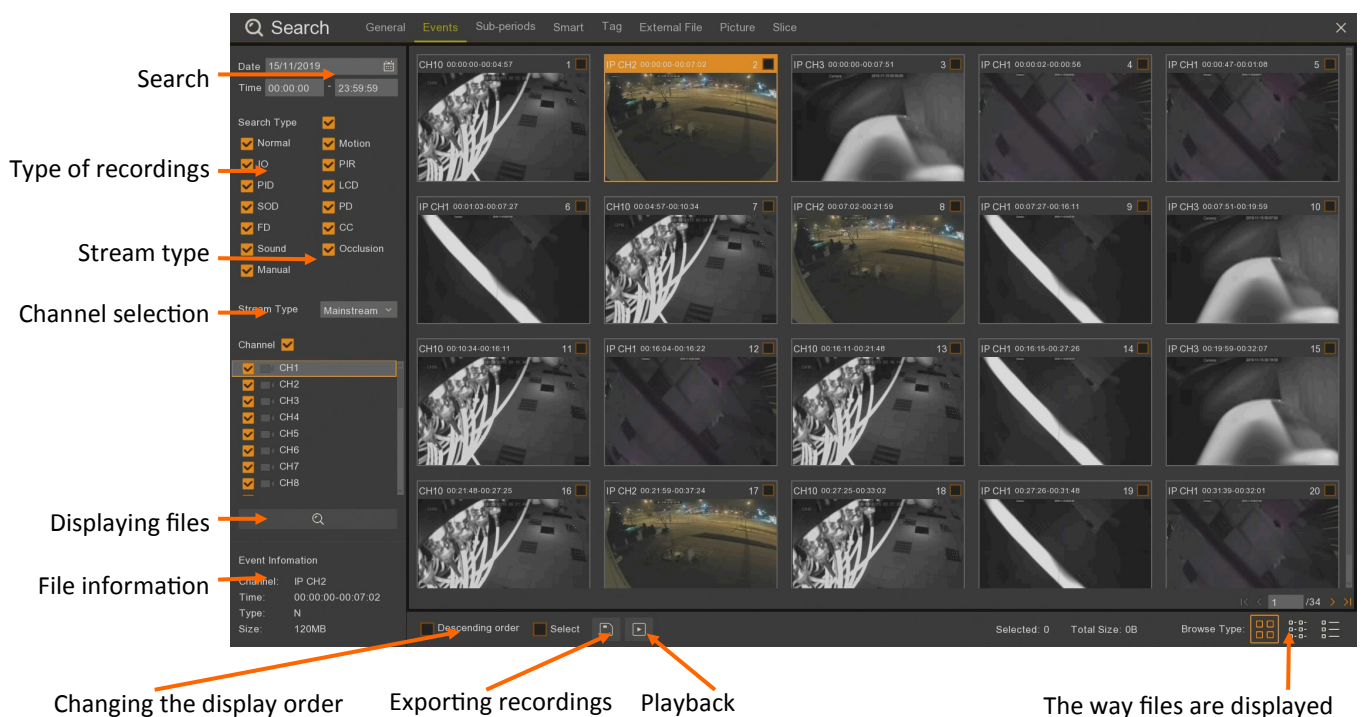 Search General Events Sub-periods Smart Tag External File Picture Slice
Search
Type of recordings
Stream type
Channel selection
Displaying files
File information
Date 15/11/2019
Time 00:00:00 - 23:59:59
Search Type
Normal Motion
IO PIR
PID LCD
SOD PD
FD CC
Sound Occlusion
Manual
Stream Type Mainstream
Channel
CH1
CH2
CH3
CH4
CH5
CH6
CH7
CH8
Event Infomation
Channel: IP CH2
Time: 00:00:00-00:07:02
Type: N
Size: 120MB
CH10 00:00:00-00:04:57 1
IP CH2 00:00:00-00:07:02 2
IP CH3 00:00:00-00:07:51 3
IP CH1 00:00:02-00:00:56 4
IP CH1 00:00:47-00:01:08 5
IP CH1 00:01:03-00:07:27 6
CH10 00:04:57-00:10:34 7
IP CH2 00:07:02-00:21:59 8
IP CH1 00:07:27-00:16:11 9
IP CH3 00:07:51-00:19:59 10
CH10 00:10:34-00:16:11 11
IP CH1 00:16:04-00:16:22 12
CH10 00:16:11-00:21:48 13
IP CH1 00:16:15-00:27:26 14
IP CH3 00:19:59-00:32:07 15
CH10 00:21:48-00:27:25 16
IP CH2 00:21:59-00:37:24 17
CH10 00:27:25-00:33:02 18
IP CH1 00:27:26-00:31:48 19
IP CH1 00:31:39-00:32:01 20
1 /34
Descending order Select
Selected: 0 Total Size: 0B Browse Type:
Changing the display order
Exporting recordings
Playback
The way files are displayed